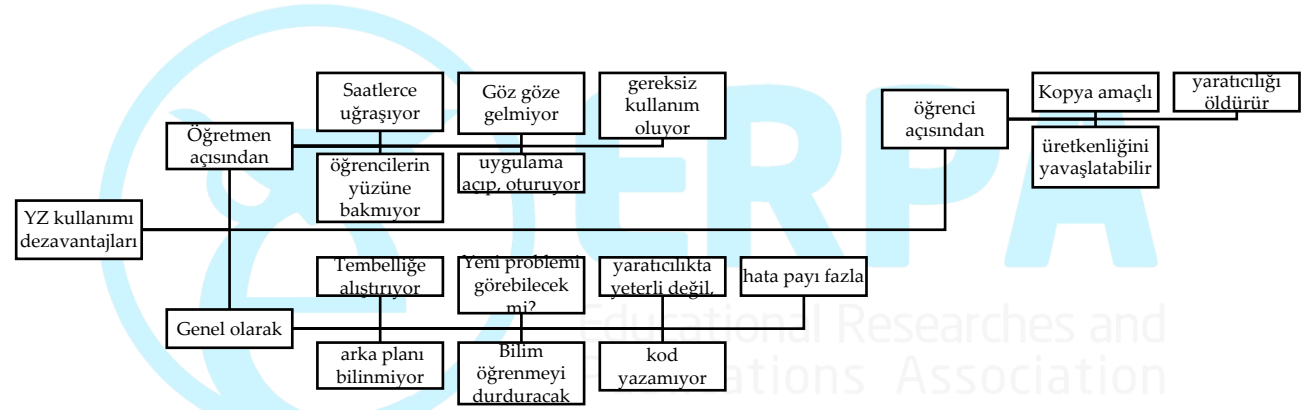 Saatlerce
uğraşıyor
Göz göze
gelmiyor
gereksiz
kullanım
oluyor
Öğretmen
açısından
öğrencilerin
yüzüne
bakmıyor
uygulama
açıp, oturuyor
öğrenci
açısından
Kopya amaçlı
yaratıcılığı
öldürür
üretkenliğini
yavaşlatabilir
YZ kullanımı
dezavantajları
Tembelliğe
alıştırıyor
Yeni problemi
görebilecek
mi?
yaratıcılıkta
yeterli değil,
hata payı fazla
Genel olarak
arka planı
bilinmiyor
Bilim
öğrenmeyi
durduracak
kod
yazamıyor
ERPA
Educational Researches and
Publications Association